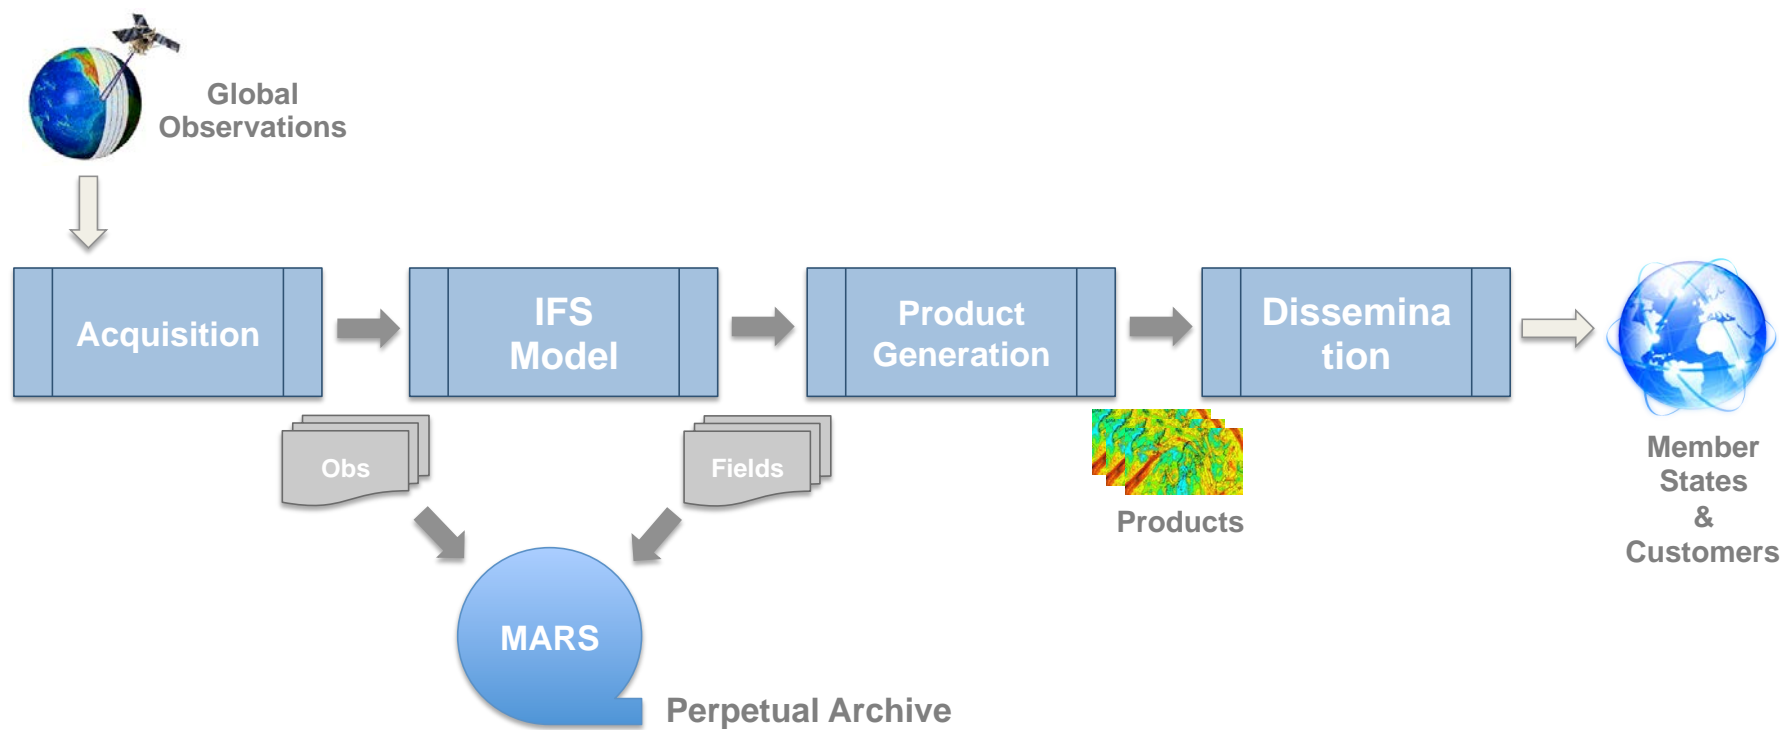 Global
Observations
Acquisition
IFS
Model
Product
Generation
Dissemina
tion
Obs
Fields
Products
Member
States
&
Customers
MARS
Perpetual Archive